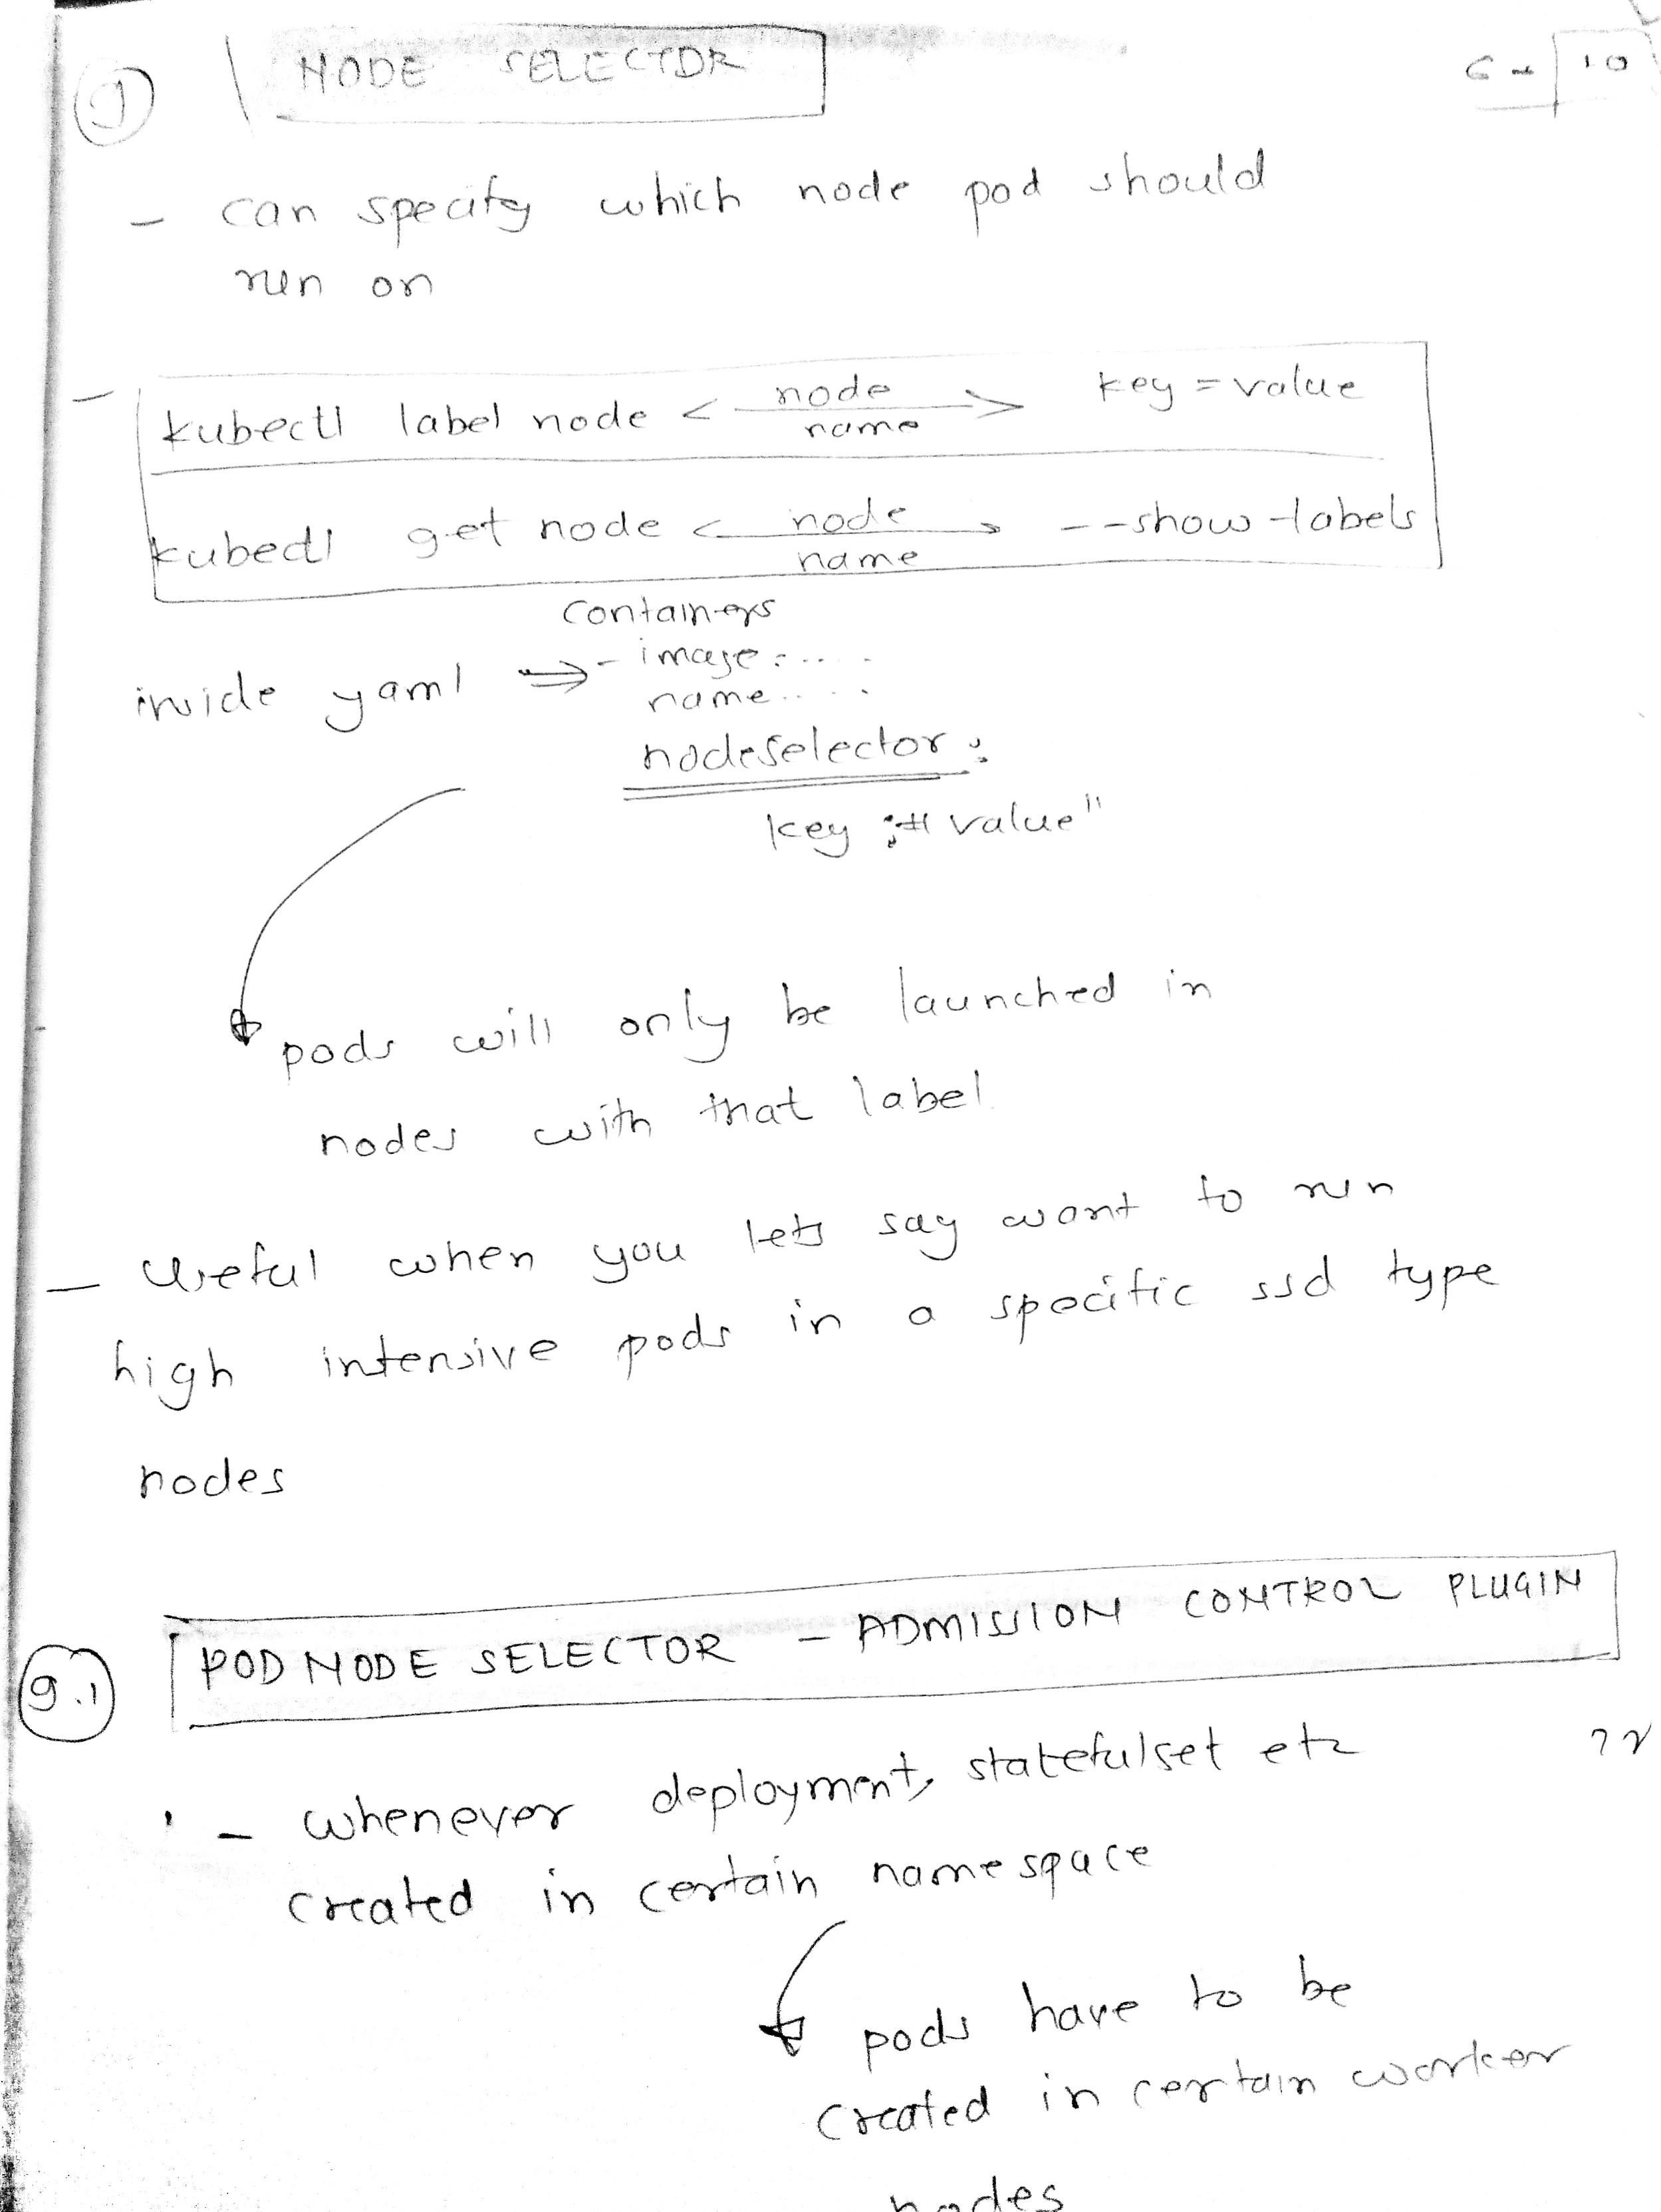 9 NODE SELECTOR
10
- can specify which node pod should
run on
- kubectl label node <node name> key=value
kubectl get node <node name> --show-labels
containers
inside yaml ⇒ - image: .....
name.....
nodeSelector:
key: "value"
pods will only be launched in
nodes with that label
- Useful when you lets say want to run
high intensive pods in a specific ssd type
nodes
9.1 POD NODE SELECTOR - ADMISSION CONTROL PLUGIN
- whenever deployment, statefulset etc
created in certain namespace
pods have to be
created in certain worker
nodes